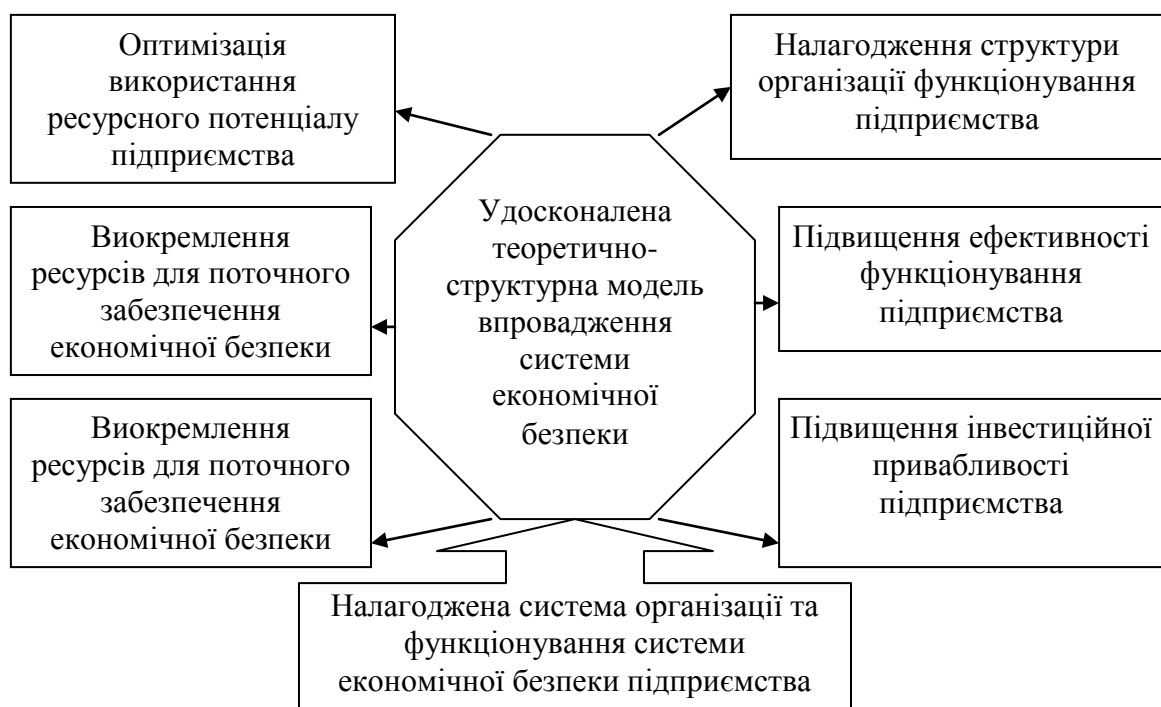 Оптимізація
використання
ресурсного потенціалу
підприємства
Налагодження структури
організації функціонування
підприємства
Виокремлення
ресурсів для поточного
забезпечення
економічної безпеки
Удосконалена
теоретично-
структурна модель
впровадження
системи
економічної
безпеки
Підвищення ефективності
функціонування
підприємства
Виокремлення
ресурсів для поточного
забезпечення
економічної безпеки
Підвищення інвестиційної
привабливості
підприємства
Налагоджена система організації та
функціонування системи
економічної безпеки підприємства